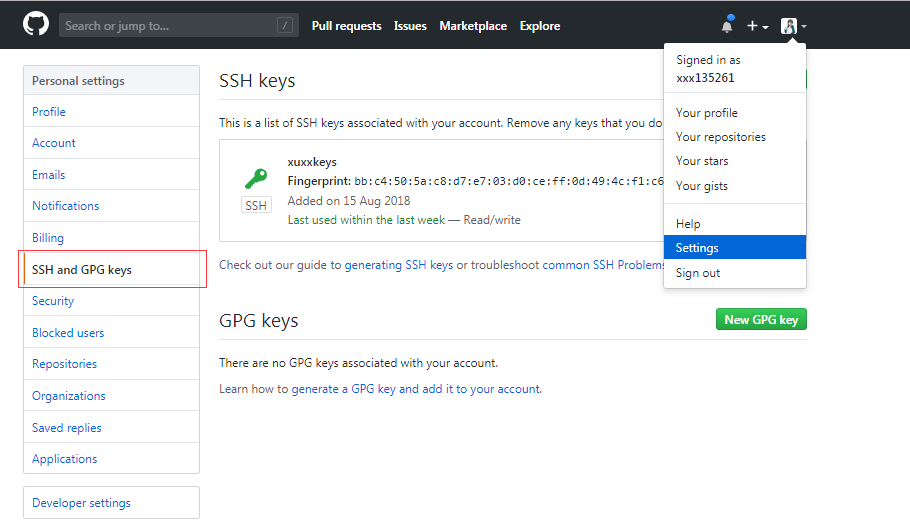 Search or jump to...
/
Pull requests Issues Marketplace Explore
Signed in as
xxx135261
Your profile
Your repositories
Your stars
Your gists
Help
Settings
Sign out
Personal settings
Profile
Account
Emails
Notifications
Billing
SSH and GPG keys
Security
Blocked users
Repositories
Organizations
Saved replies
Applications
Developer settings
SSH keys
This is a list of SSH keys associated with your account. Remove any keys that you do
xuxxkeys
Fingerprint: bb:c4:50:5a:c8:d7:e7:03:d0:ce:ff:0d:49:4c:f1:c6
SSH
Added on 15 Aug 2018
Last used within the last week — Read/write
Check out our guide to generating SSH keys or troubleshoot common SSH Problems
GPG keys
New GPG key
There are no GPG keys associated with your account.
Learn how to generate a GPG key and add it to your account.